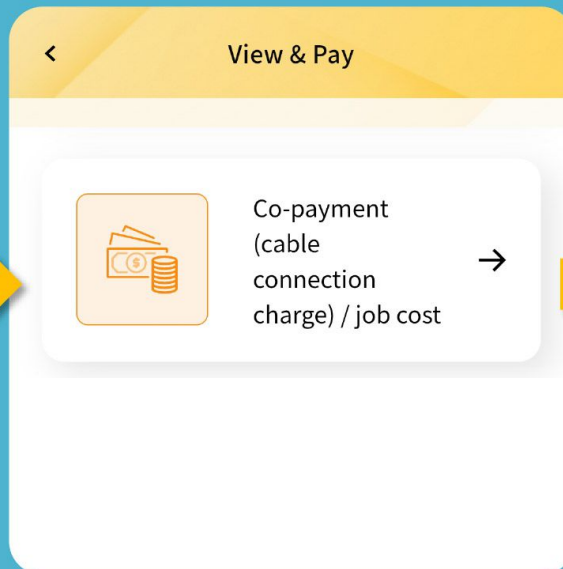 View & Pay
Co-payment
(cable
connection
charge) / job cost